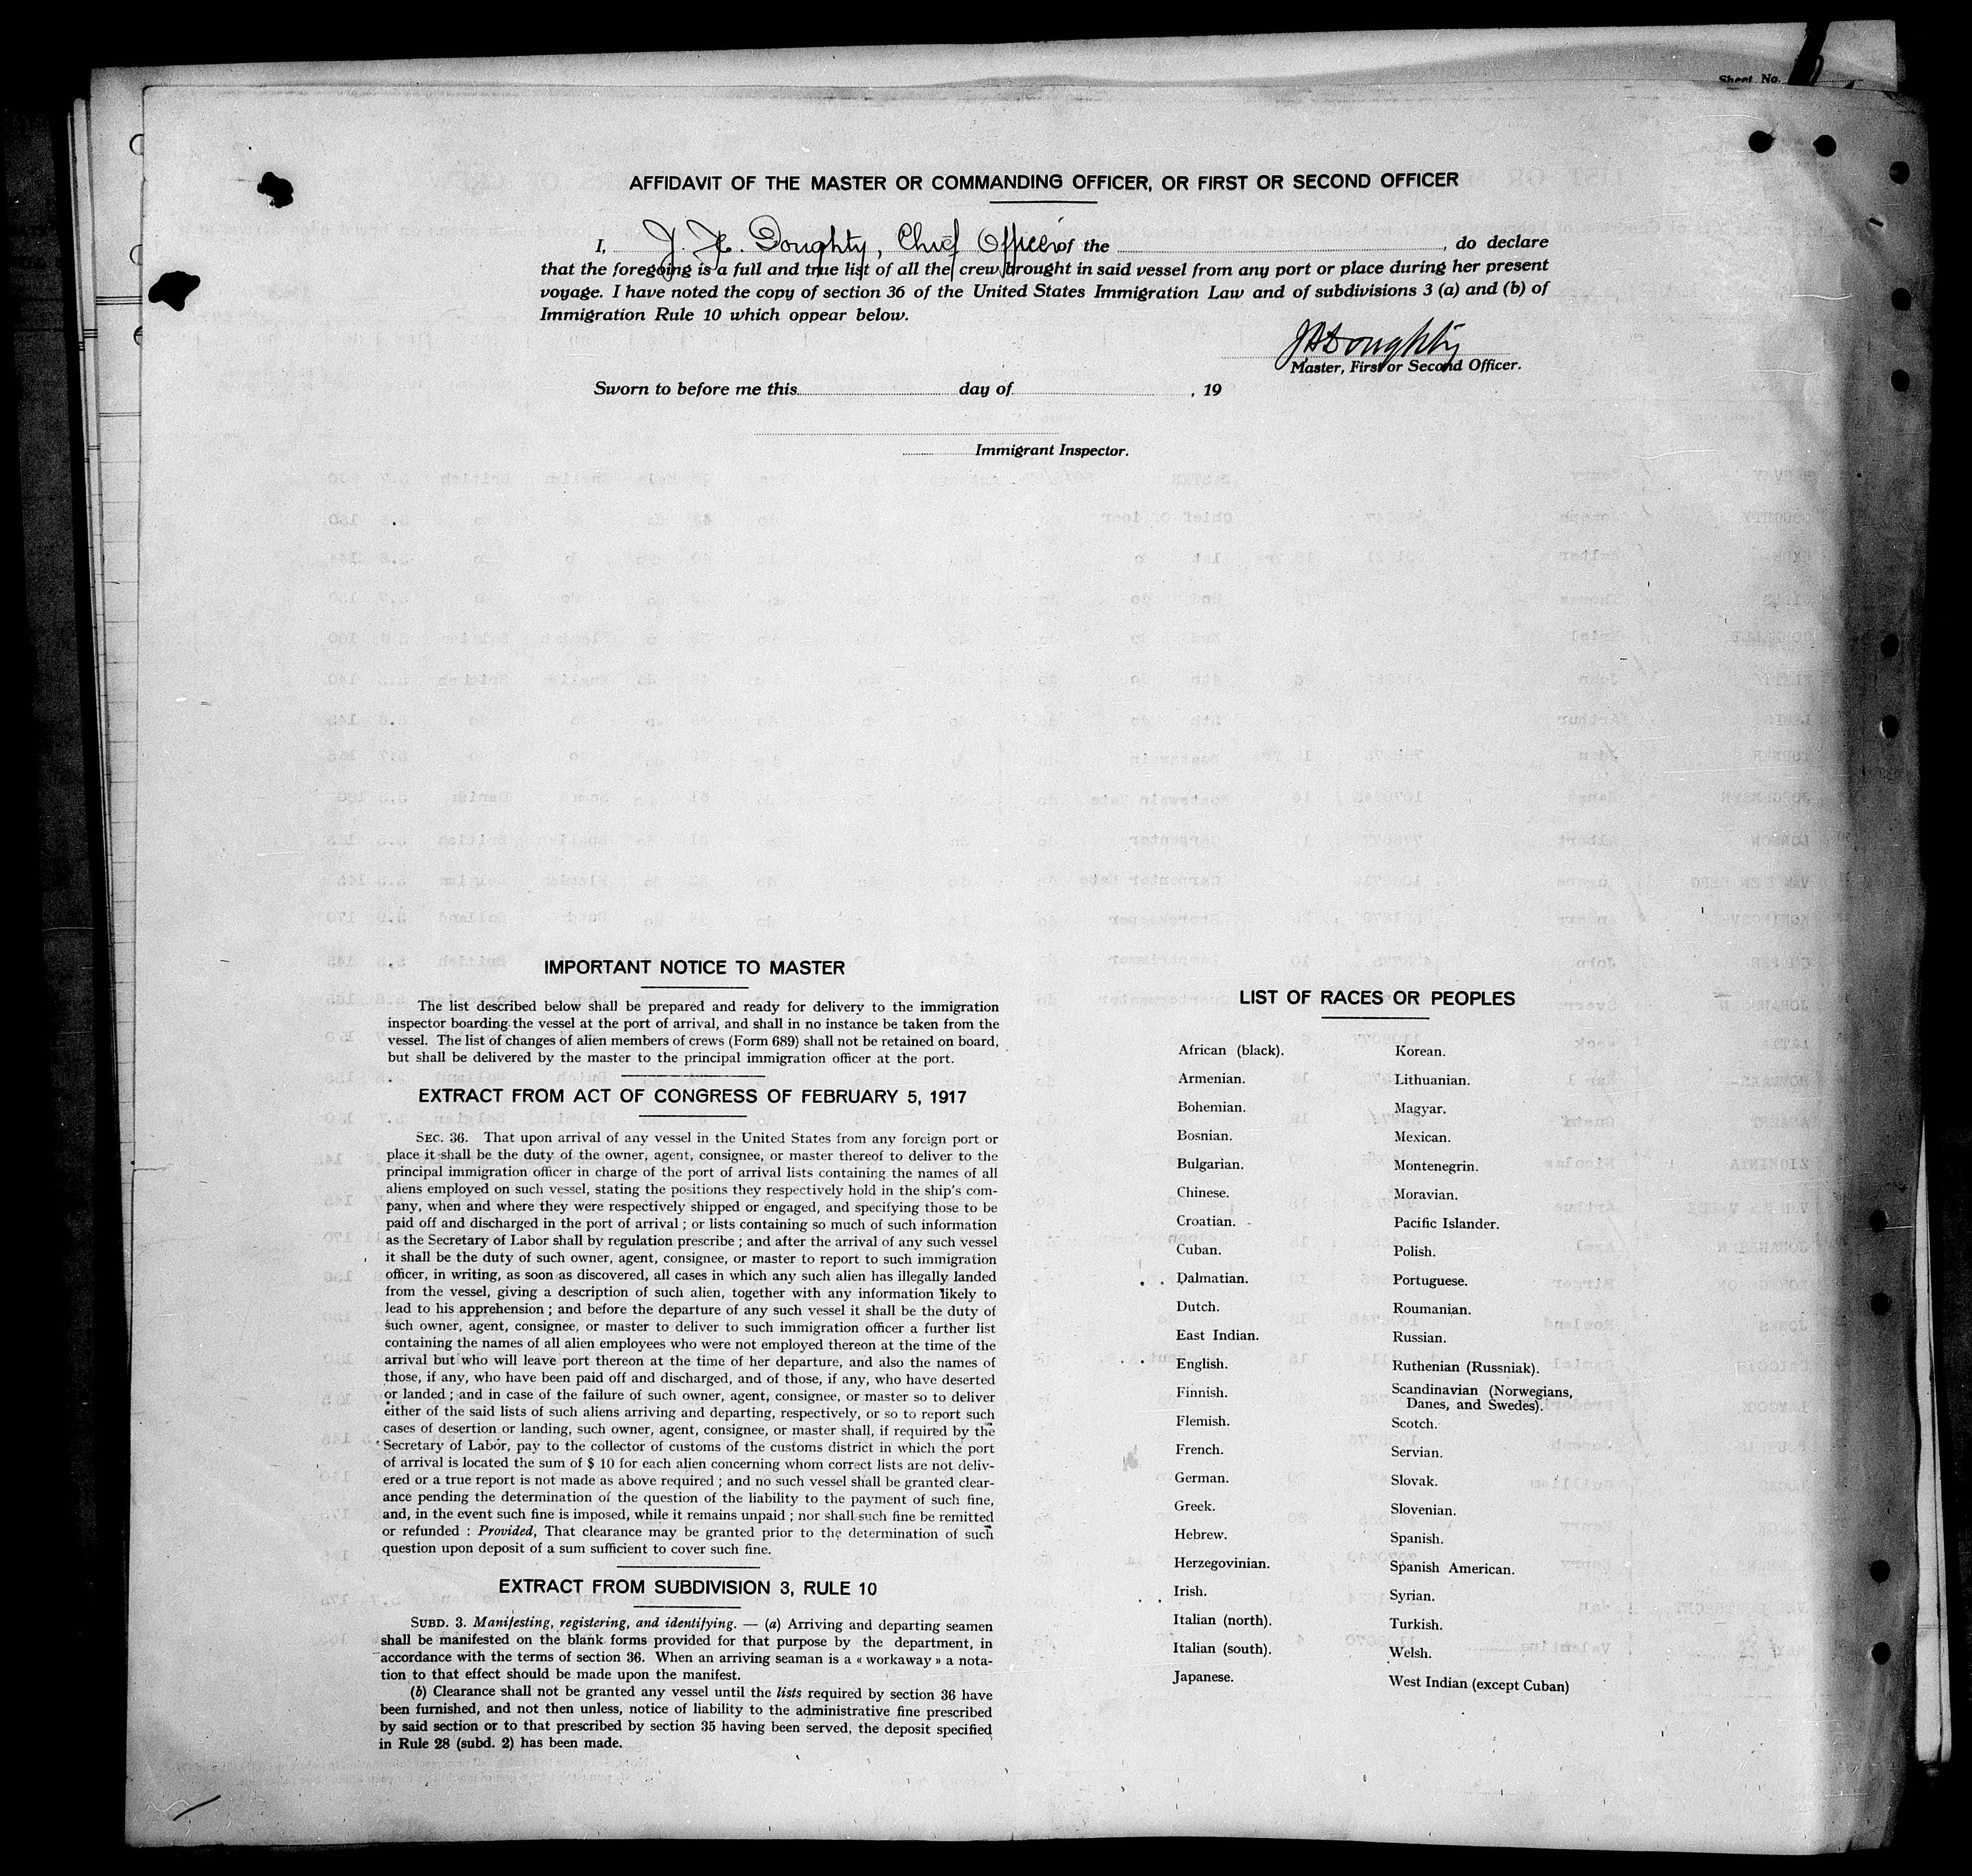 Sheet No.
AFFIDAVIT OF THE MASTER OR COMMANDING OFFICER, OR FIRST OR SECOND OFFICER
I, J. H. Doughty, Chief Officer of the , do declare
that the foregoing is a full and true list of all the crew brought in said vessel from any port or place during her present
voyage. I have noted the copy of section 36 of the United States Immigration Law and of subdivisions 3 (a) and (b) of
Immigration Rule 10 which oppear below.
JHDoughty
Master, First or Second Officer.
Sworn to before me this day of , 19
Immigrant Inspector.
IMPORTANT NOTICE TO MASTER
The list described below shall be prepared and ready for delivery to the immigration
inspector boarding the vessel at the port of arrival, and shall in no instance be taken from the
vessel. The list of changes of alien members of crews (Form 689) shall not be retained on board,
but shall be delivered by the master to the principal immigration officer at the port.
EXTRACT FROM ACT OF CONGRESS OF FEBRUARY 5, 1917
SEC. 36. That upon arrival of any vessel in the United States from any foreign port or
place it shall be the duty of the owner, agent, consignee, or master thereof to deliver to the
principal immigration officer in charge of the port of arrival lists containing the names of all
aliens employed on such vessel, stating the positions they respectively hold in the ship's com-
pany, when and where they were respectively shipped or engaged, and specifying those to be
paid off and discharged in the port of arrival ; or lists containing so much of such information
as the Secretary of Labor shall by regulation prescribe ; and after the arrival of any such vessel
it shall be the duty of such owner, agent, consignee, or master to report to such immigration
officer, in writing, as soon as discovered, all cases in which any such alien has illegally landed
from the vessel, giving a description of such alien, together with any information likely to
lead to his apprehension ; and before the departure of any such vessel it shall be the duty of
such owner, agent, consignee, or master to deliver to such immigration officer a further list
containing the names of all alien employees who were not employed thereon at the time of the
arrival but who will leave port thereon at the time of her departure, and also the names of
those, if any, who have been paid off and discharged, and of those, if any, who have deserted
or landed ; and in case of the failure of such owner, agent, consignee, or master so to deliver
either of the said lists of such aliens arriving and departing, respectively, or so to report such
cases of desertion or landing, such owner, agent, consignee, or master shall, if required by the
Secretary of Labor, pay to the collector of customs of the customs district in which the port
of arrival is located the sum of $ 10 for each alien concerning whom correct lists are not deliv-
ered or a true report is not made as above required ; and no such vessel shall be granted clear-
ance pending the determination of the question of the liability to the payment of such fine,
and, in the event such fine is imposed, while it remains unpaid ; nor shall such fine be remitted
or refunded : Provided, That clearance may be granted prior to the determination of such
question upon deposit of a sum sufficient to cover such fine.
EXTRACT FROM SUBDIVISION 3, RULE 10
SUBD. 3. Manifesting, registering, and identifying. — (a) Arriving and departing seamen
shall be manifested on the blank forms provided for that purpose by the department, in
accordance with the terms of section 36. When an arriving seaman is a « workaway » a nota-
tion to that effect should be made upon the manifest.
(b) Clearance shall not be granted any vessel until the lists required by section 36 have
been furnished, and not then unless, notice of liability to the administrative fine prescribed
by said section or to that prescribed by section 35 having been served, the deposit specified
in Rule 28 (subd. 2) has been made.
LIST OF RACES OR PEOPLES
African (black).
Armenian.
Bohemian.
Bosnian.
Bulgarian.
Chinese.
Croatian.
Cuban.
Dalmatian.
Dutch.
East Indian.
English.
Finnish.
Flemish.
French.
German.
Greek.
Hebrew.
Herzegovinian.
Irish.
Italian (north).
Italian (south).
Japanese.
Korean.
Lithuanian.
Magyar.
Mexican.
Montenegrin.
Moravian.
Pacific Islander.
Polish.
Portuguese.
Roumanian.
Russian.
Ruthenian (Russniak).
Scandinavian (Norwegians,
Danes, and Swedes).
Scotch.
Servian.
Slovak.
Slovenian.
Spanish.
Spanish American.
Syrian.
Turkish.
Welsh.
West Indian (except Cuban)